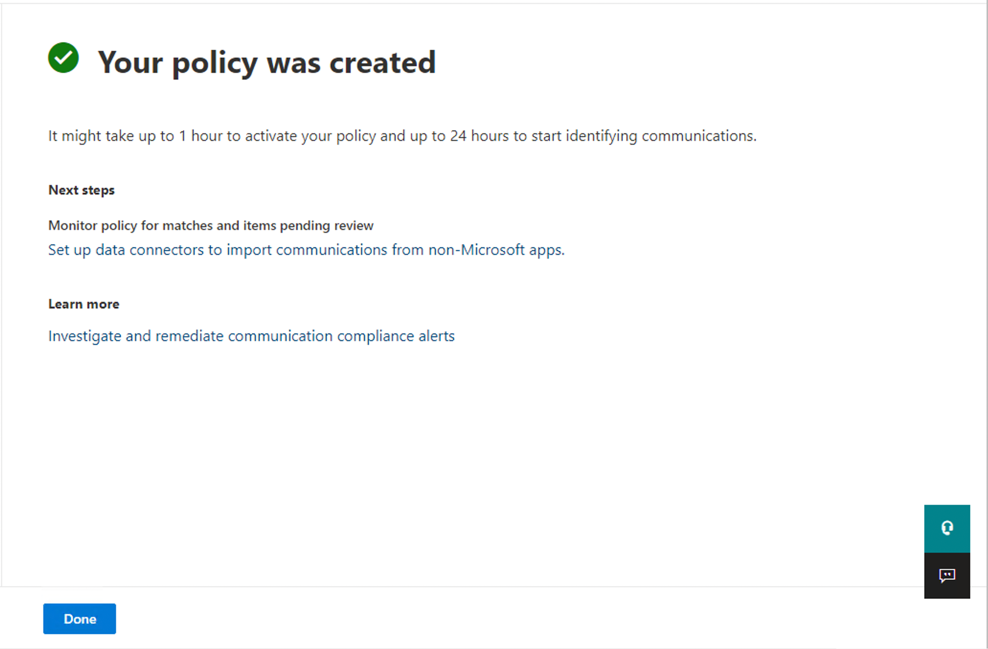 Your policy was created
It might take up to 1 hour to activate your policy and up to 24 hours to start identifying communications.
Next steps
Monitor policy for matches and items pending review
Set up data connectors to import communications from non-Microsoft apps.
Learn more
Investigate and remediate communication compliance alerts
Done